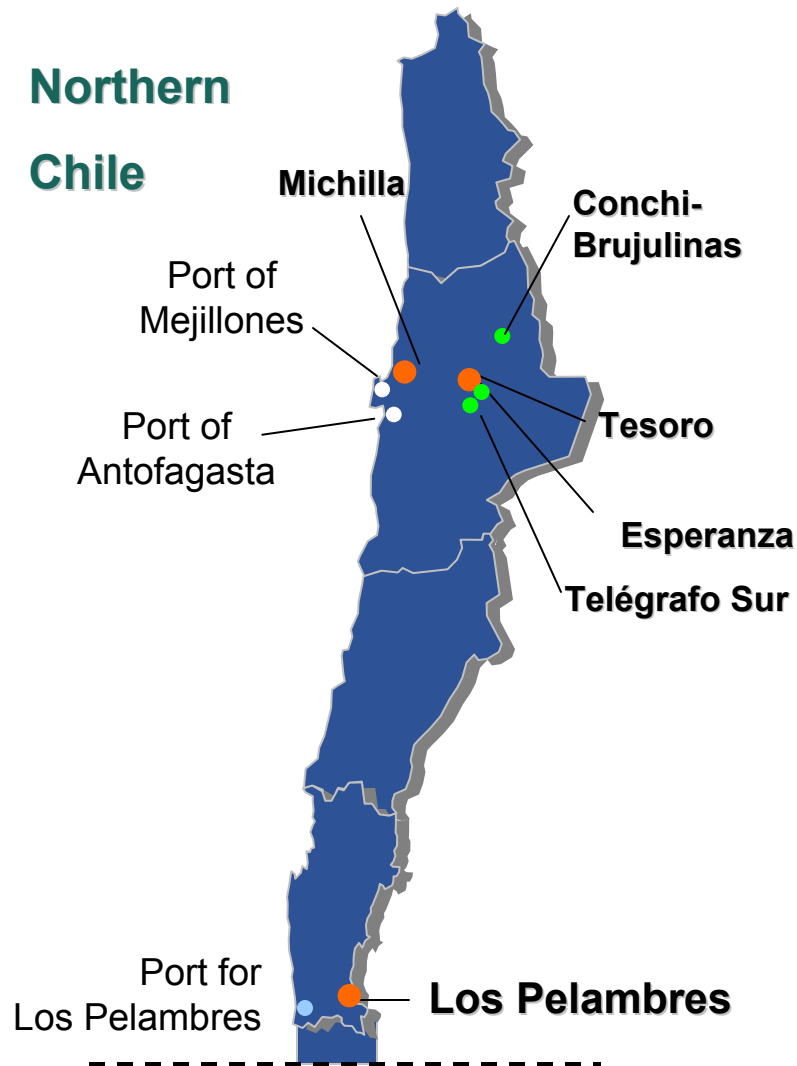 Northern
Chile
Michilla
Conchi-
Brujulinas
Port of
Mejillones
Port of
Antofagasta
Tesoro
Esperanza
Telégrafo Sur
Port for
Los Pelambres
Los Pelambres